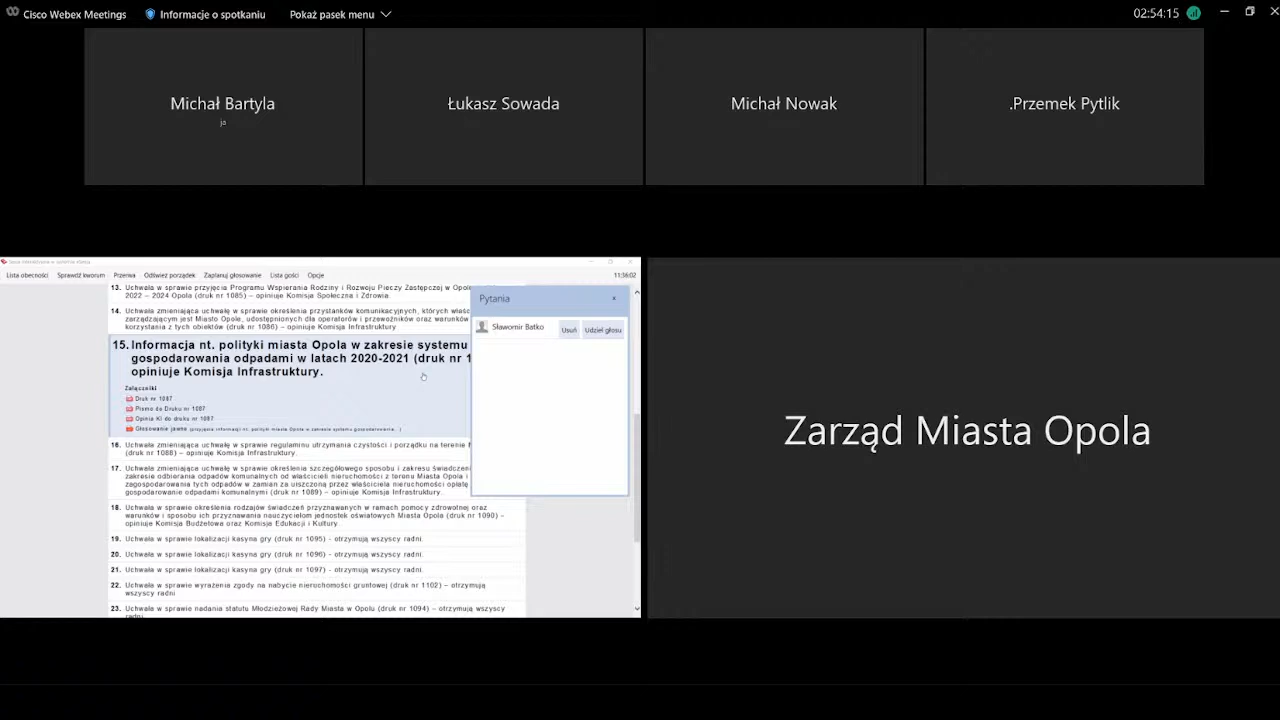 Cisco Webex Meetings
Informacje o spotkaniu
Pokaż pasek menu
02:54:15
Michał Bartyla
ja
Łukasz Sowada
Michał Nowak
.Przemek Pytlik
Lista obecności Sprawdź kworum Przerwa Odśwież porządek Zaplanuj głosowanie Lista gości Opcje 11:36:02
13. Uchwała w sprawie przyjęcia Programu Wspierania Rodziny i Rozwoju Pieczy Zastępczej w Opolu
2022 – 2024 Opola (druk nr 1085) – opiniuje Komisja Społeczna i Zdrowia.
14. Uchwała zmieniająca uchwałę w sprawie określenia przystanków komunikacyjnych, których właśc
zarządzającym jest Miasto Opole, udostępnionych dla operatorów i przewoźników oraz warunków
korzystania z tych obiektów (druk nr 1086) – opiniuje Komisja Infrastruktury
15. Informacja nt. polityki miasta Opola w zakresie systemu
gospodarowania odpadami w latach 2020-2021 (druk nr 1
opiniuje Komisja Infrastruktury.
Załączniki
Druk nr 1087
Pismo do Druku nr 1087
Opinia KI do druku nr 1087
Głosowanie jawne (przyjęcia informacji nt. polityki miasta Opola w zakresie systemu gospodarowania...)
16. Uchwała zmieniająca uchwałę w sprawie regulaminu utrzymania czystości i porządku na terenie
(druk nr 1088) – opiniuje Komisja Infrastruktury.
17. Uchwała zmieniająca uchwałę w sprawie określenia szczegółowego sposobu i zakresu świadczeni
zakresie odbierania odpadów komunalnych od właścicieli nieruchomości z terenu Miasta Opola i
zagospodarowania tych odpadów w zamian za uiszczoną przez właściciela nieruchomości opłatę
gospodarowanie odpadami komunalnymi (druk nr 1089) – opiniuje Komisja Infrastruktury.
18. Uchwała w sprawie określenia rodzajów świadczeń przyznawanych w ramach pomocy zdrowotnej oraz
warunków i sposobu ich przyznawania nauczycielom jednostek oświatowych Miasta Opola (druk nr 1090) –
opiniuje Komisja Budżetowa oraz Komisja Edukacji i Kultury.
19. Uchwała w sprawie lokalizacji kasyna gry (druk nr 1095) - otrzymują wszyscy radni.
20. Uchwała w sprawie lokalizacji kasyna gry (druk nr 1096) - otrzymują wszyscy radni.
21. Uchwała w sprawie lokalizacji kasyna gry (druk nr 1097) - otrzymują wszyscy radni.
22. Uchwała w sprawie wyrażenia zgody na nabycie nieruchomości gruntowej (druk nr 1102) – otrzymują
wszyscy radni
23. Uchwała w sprawie nadania statutu Młodzieżowej Rady Miasta w Opolu (druk nr 1094) – otrzymują wszyscy
radni.
Pytania
x
Sławomir Batko
Usuń
Udziel głosu
Zarząd Miasta Opola